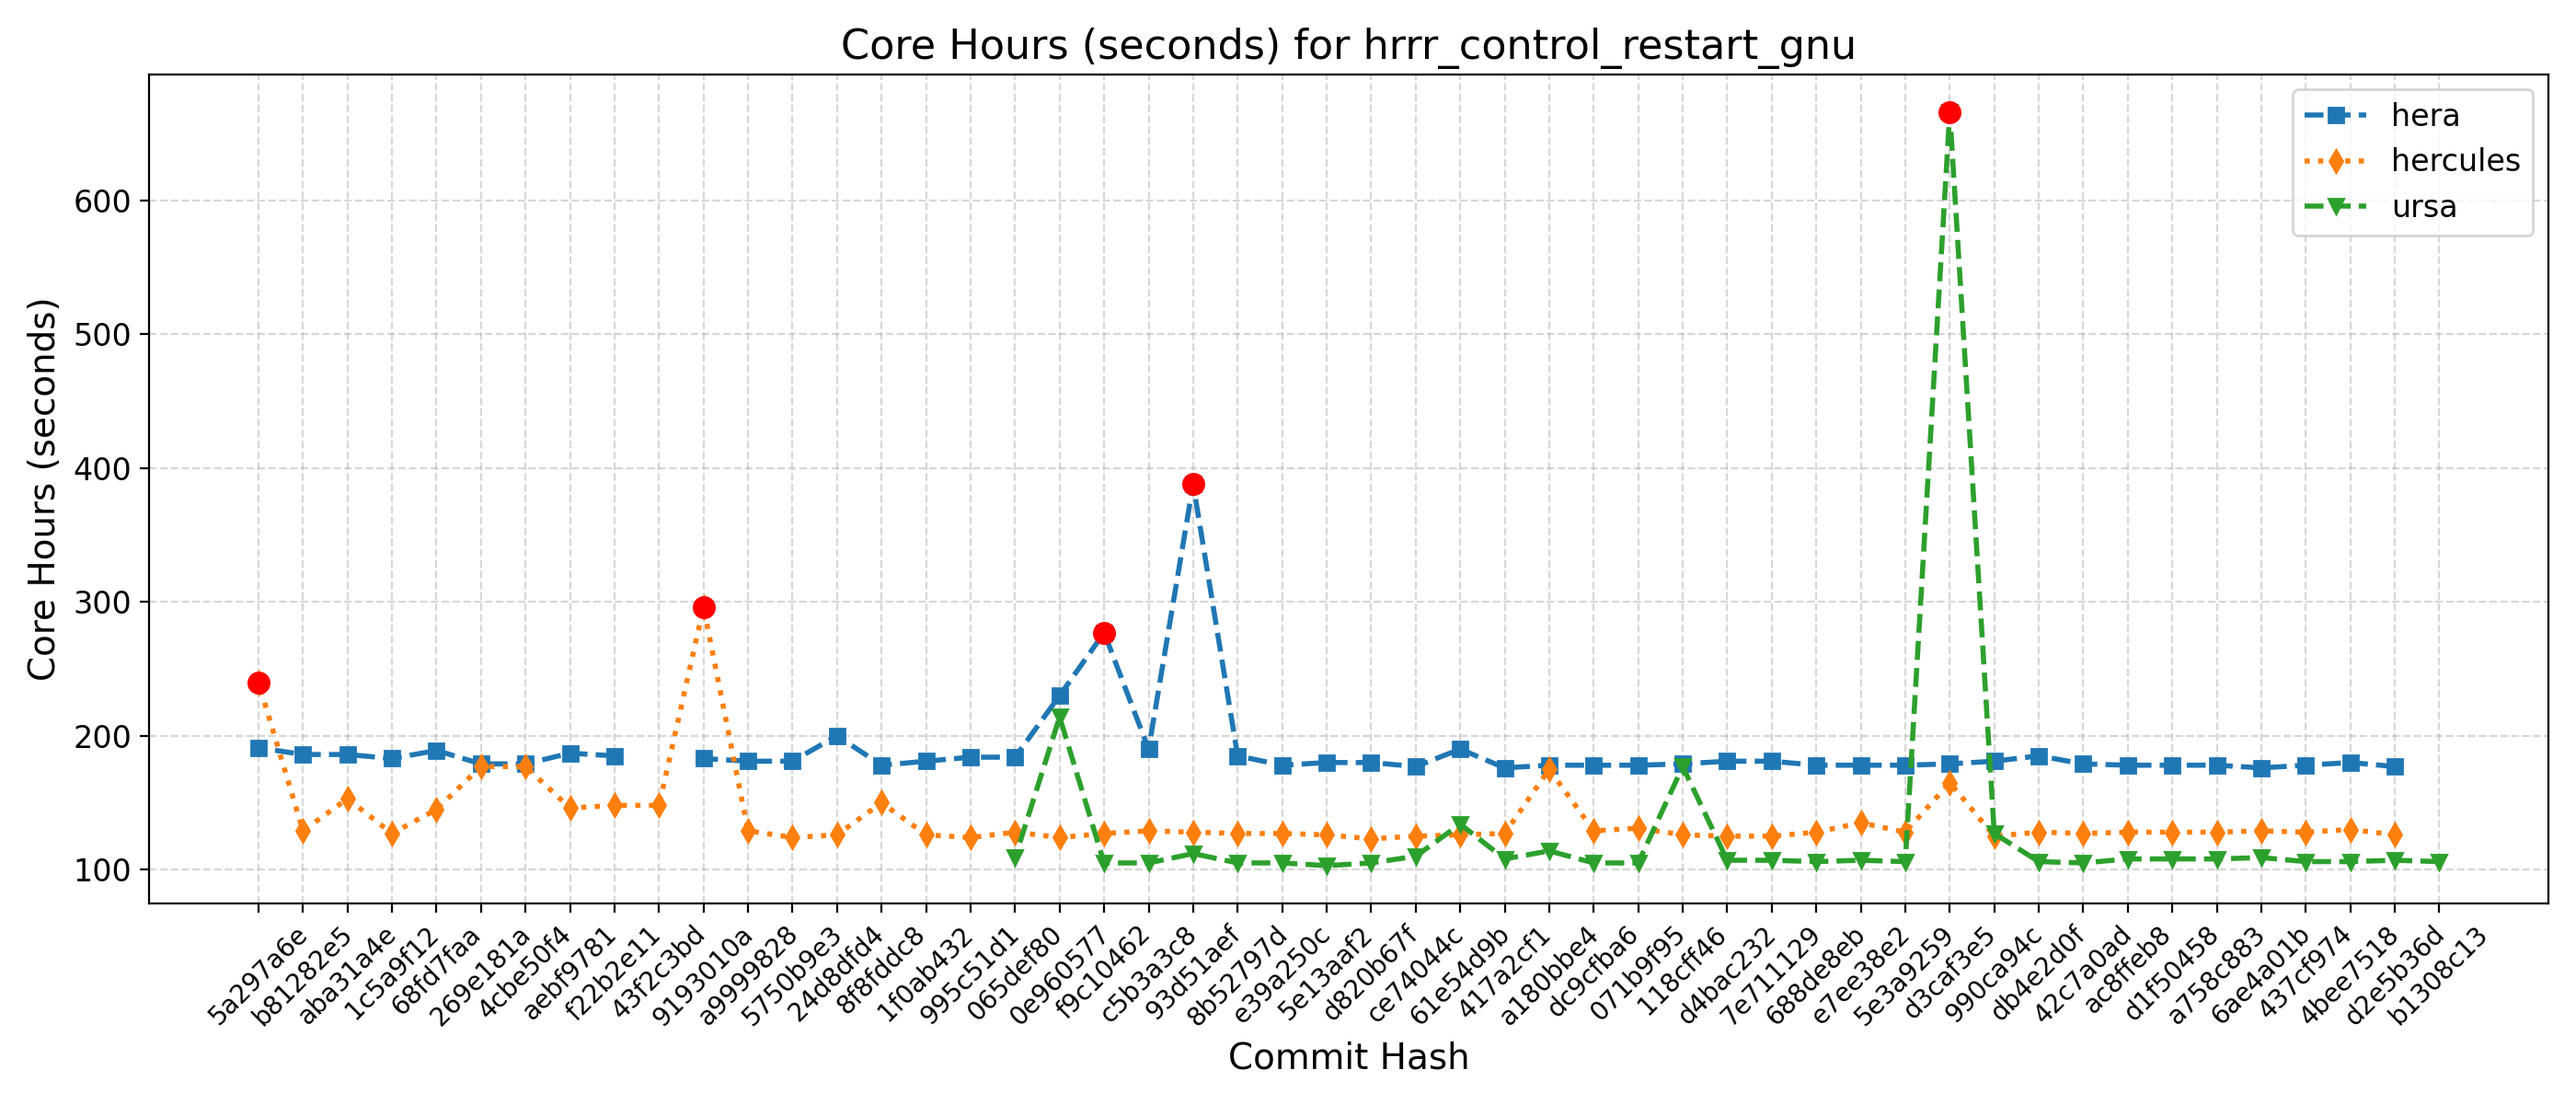 Core Hours (seconds) for hrrr_control_restart_gnu
hera
hercules
ursa
Core Hours (seconds)
600
500
400
300
200
100
5a297a6e
b81282e5
aba31a4e
1c5a9f12
68fd7faa
269e181a
4cbe50f4
aebf9781
f22b2e11
43f2c3bd
9193010a
a9999828
5750b9e3
24d8dfd4
8f8fddc8
1f0ab432
995c51d1
065def80
0e960577
f9c10462
c5b3a3c8
93d51aef
8b52797d
e39a250c
5e13aaf2
d820b67f
ce74044c
61e54d9b
417a2cf1
a180bbe4
dc9cfba6
071b9f95
118cff46
d4bac232
7e711129
688de8eb
e7ee38e2
5e3a9259
d3caf3e5
990ca94c
db4e2d0f
42c7a0ad
ac8ffeb8
d1f50458
a758c883
6ae4a01b
437cf974
4bee7518
d2e5b36d
b1308c13
Commit Hash